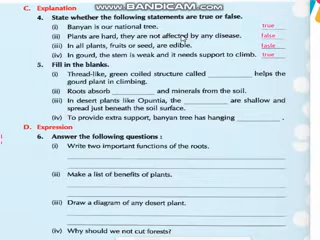 WWW.BANDICAM.COM
C. Explanation
4. State whether the following statements are true or false.
(i) Banyan is our national tree. true
(ii) Plants are hard, they are not affected by any disease. false
(iii) In all plants, fruits or seed, are edible. fasle
(iv) In gourd, the stem is weak and it needs support to climb. true
5. Fill in the blanks.
(i) Thread-like, green coiled structure called ____________ helps the
gourd plant in climbing.
(ii) Roots absorb ____________ and minerals from the soil.
(iii) In desert plants like Opuntia, the ____________ are shallow and
spread just beneath the soil surface.
(iv) To provide extra support, banyan tree has hanging ____________ .
D. Expression
6. Answer the following questions :
(i) Write two important functions of the roots.
(ii) Make a list of benefits of plants.
(iii) Draw a diagram of any desert plant.
(iv) Why should we not cut forests?